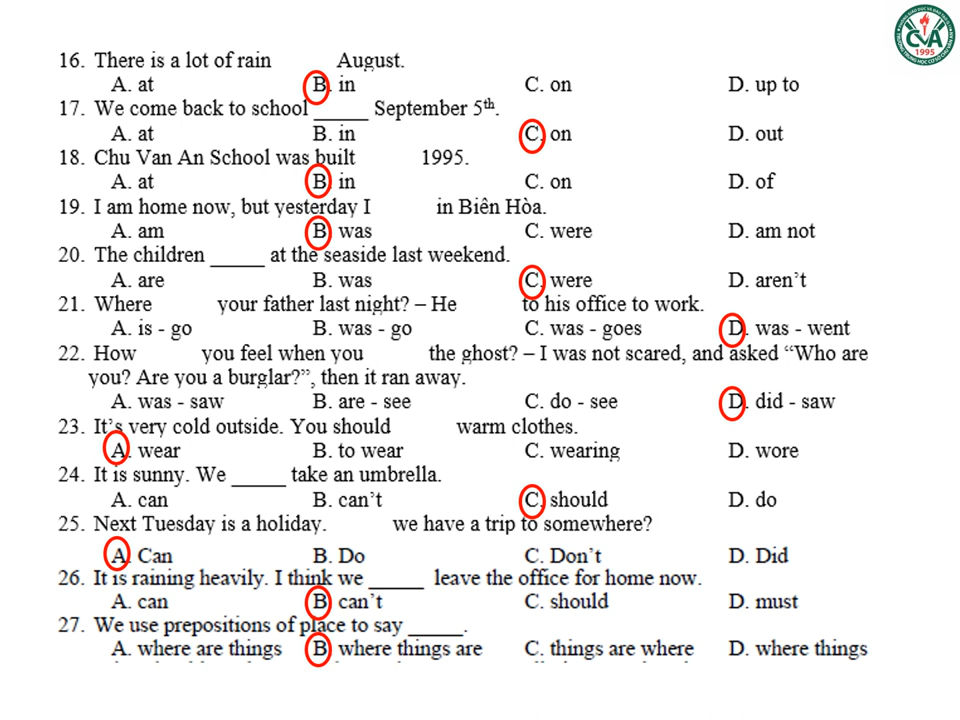 CVA
1995
16. There is a lot of rain August.
A. at B. in C. on D. up to
17. We come back to school _____ September 5th.
A. at B. in C. on D. out
18. Chu Van An School was built 1995.
A. at B. in C. on D. of
19. I am home now, but yesterday I in Biên Hòa.
A. am B. was C. were D. am not
20. The children _____ at the seaside last weekend.
A. are B. was C. were D. aren’t
21. Where your father last night? – He to his office to work.
A. is - go B. was - go C. was - goes D. was - went
22. How you feel when you the ghost? – I was not scared, and asked “Who are
you? Are you a burglar?”, then it ran away.
A. was - saw B. are - see C. do - see D. did - saw
23. It’s very cold outside. You should warm clothes.
A. wear B. to wear C. wearing D. wore
24. It is sunny. We _____ take an umbrella.
A. can B. can’t C. should D. do
25. Next Tuesday is a holiday. we have a trip to somewhere?
A. Can B. Do C. Don’t D. Did
26. It is raining heavily. I think we _____ leave the office for home now.
A. can B. can’t C. should D. must
27. We use prepositions of place to say _____.
A. where are things B. where things are C. things are where D. where things